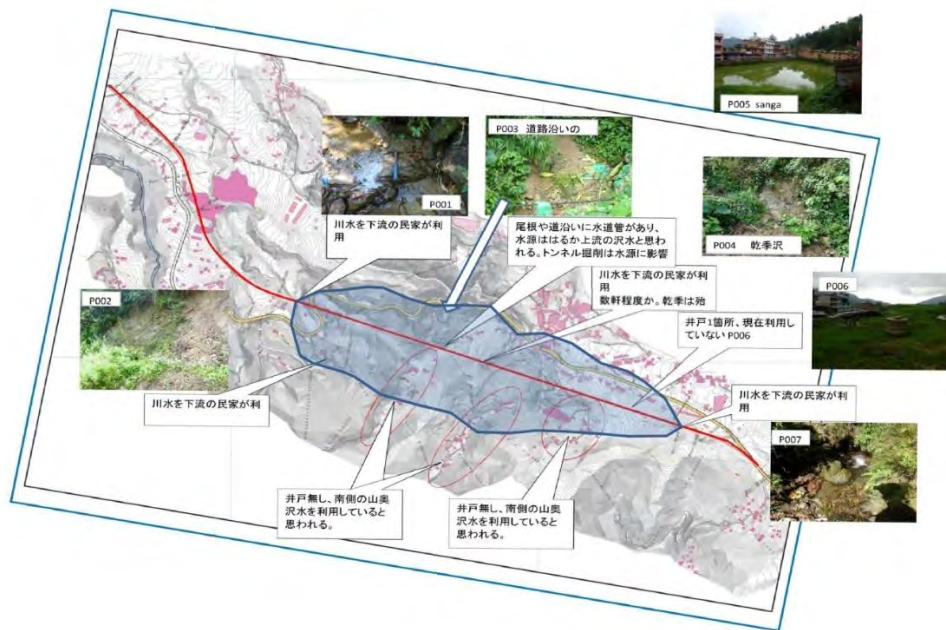 P005 sanga
P003 道路沿いの
P001
P004 乾季沢
川水を下流の民家が利
用
尾根や道沿いに水道管があり、
水源ははるか上流の沢水と思わ
れる。トンネル掘削は水源に影響
川水を下流の民家が利用
数軒程度か。乾季は殆
P006
P002
井戸1箇所、現在利用し
ていない P006
川水を下流の民家が利
川水を下流の民家が利
用
P007
井戸無し、南側の山奥
沢水を利用していると
思われる。
井戸無し、南側の山奥
沢水を利用していると
思われる。